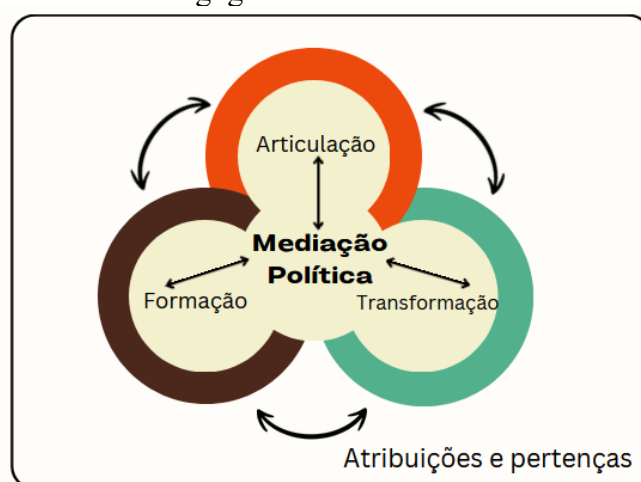 Articulação
Mediação
Política
Formação
Transformação
Atribuições e pertenças